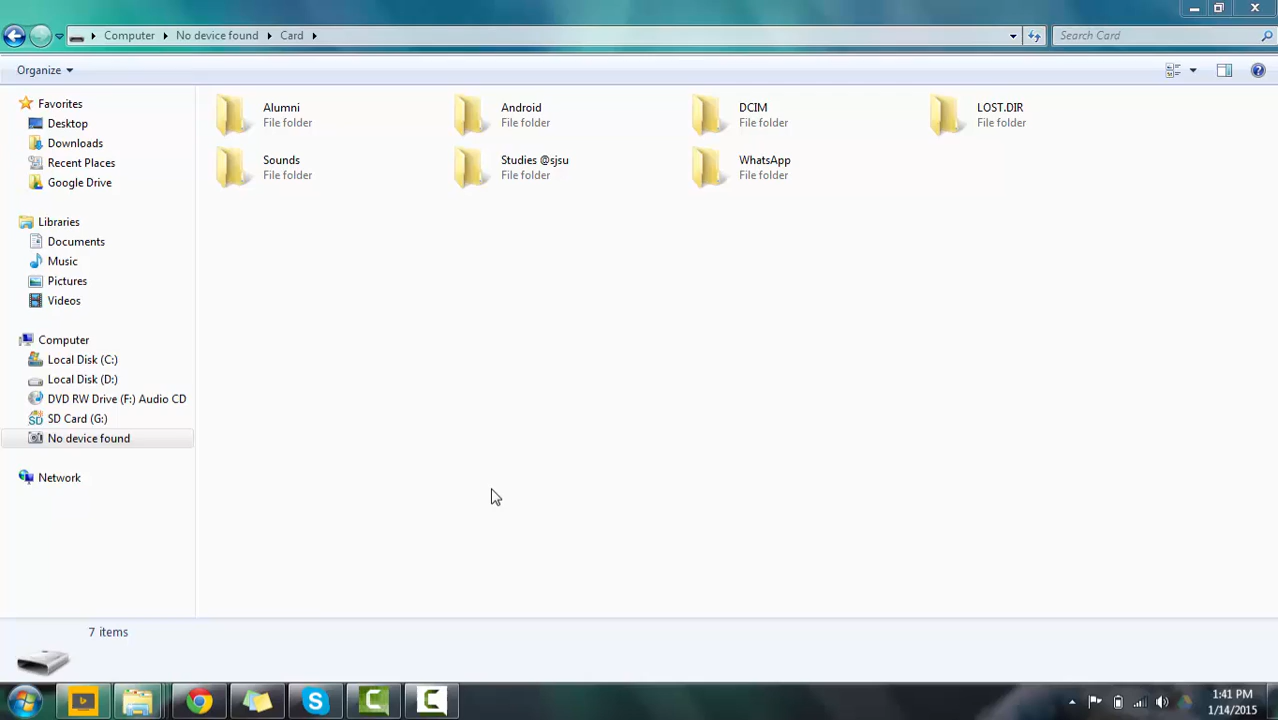 Computer No device found Card
Search Card
Organize
Favorites
Desktop
Downloads
Recent Places
Google Drive
Libraries
Documents
Music
Pictures
Videos
Computer
Local Disk (C:)
Local Disk (D:)
DVD RW Drive (F:) Audio CD
SD Card (G:)
No device found
Network
Alumni
File folder
Android
File folder
DCIM
File folder
LOST.DIR
File folder
Sounds
File folder
Studies @sjsu
File folder
WhatsApp
File folder
7 items
1:41 PM
1/14/2015